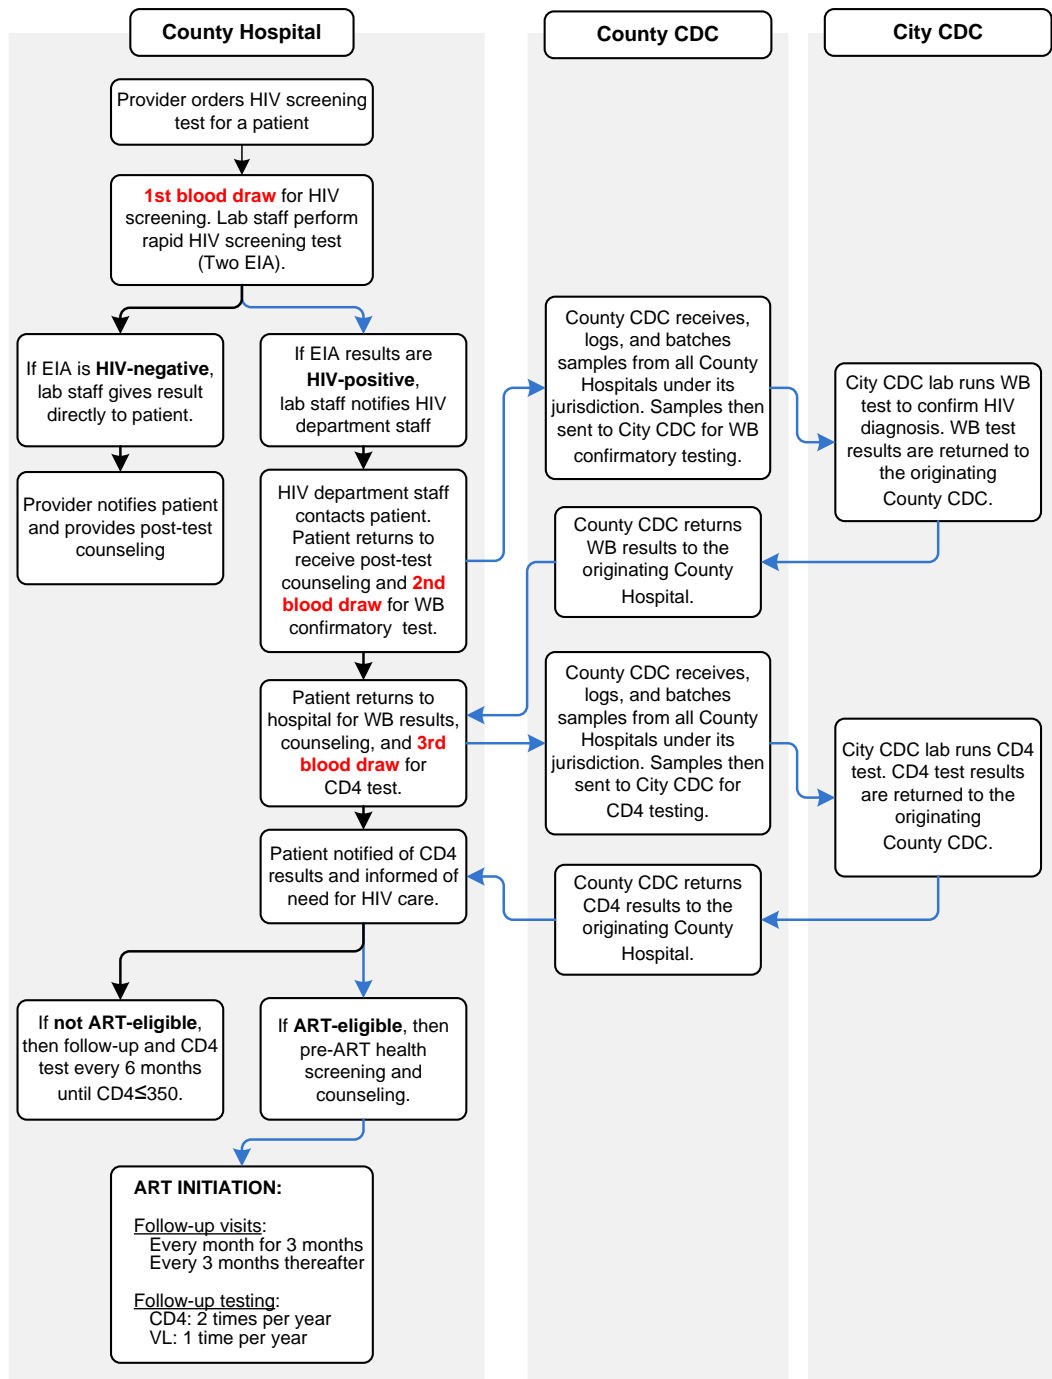 County Hospital
County CDC
City CDC
Provider orders HIV screening
test for a patient
1st blood draw for HIV
screening. Lab staff perform
rapid HIV screening test
(Two EIA).
If EIA is HIV-negative,
lab staff gives result
directly to patient.
If EIA results are
HIV-positive,
lab staff notifies HIV
department staff
Provider notifies patient
and provides post-test
counseling
HIV department staff
contacts patient.
Patient returns to
receive post-test
counseling and 2nd
blood draw for WB
confirmatory test.
County CDC receives,
logs, and batches
samples from all County
Hospitals under its
jurisdiction. Samples then
sent to City CDC for WB
confirmatory testing.
City CDC lab runs WB
test to confirm HIV
diagnosis. WB test
results are returned to
the originating
County CDC.
County CDC returns
WB results to the
originating County
Hospital.
Patient returns to
hospital for WB results,
counseling, and 3rd
blood draw for
CD4 test.
County CDC receives,
logs, and batches
samples from all County
Hospitals under its
jurisdiction. Samples then
sent to City CDC for
CD4 testing.
City CDC lab runs CD4
test. CD4 test results
are returned to the
originating
County CDC.
County CDC returns
CD4 results to the
originating County
Hospital.
Patient notified of CD4
results and informed of
need for HIV care.
If not ART-eligible,
then follow-up and CD4
test every 6 months
until CD4≤350.
If ART-eligible, then
pre-ART health
screening and
counseling.
ART INITIATION:
Follow-up visits:
Every month for 3 months
Every 3 months thereafter
Follow-up testing:
CD4: 2 times per year
VL: 1 time per year